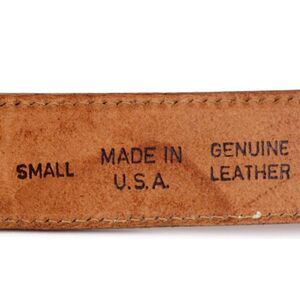 SMALL
MADE IN
U.S.A.
GENUINE
LEATHER